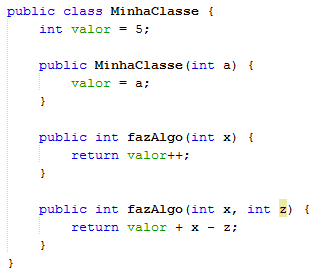 public class MinhaClasse {
    int valor = 5;

    public MinhaClasse(int a) {
        valor = a;
    }

    public int fazAlgo(int x) {
        return valor++;
    }

    public int fazAlgo(int x, int z) {
        return valor + x - z;
    }
}